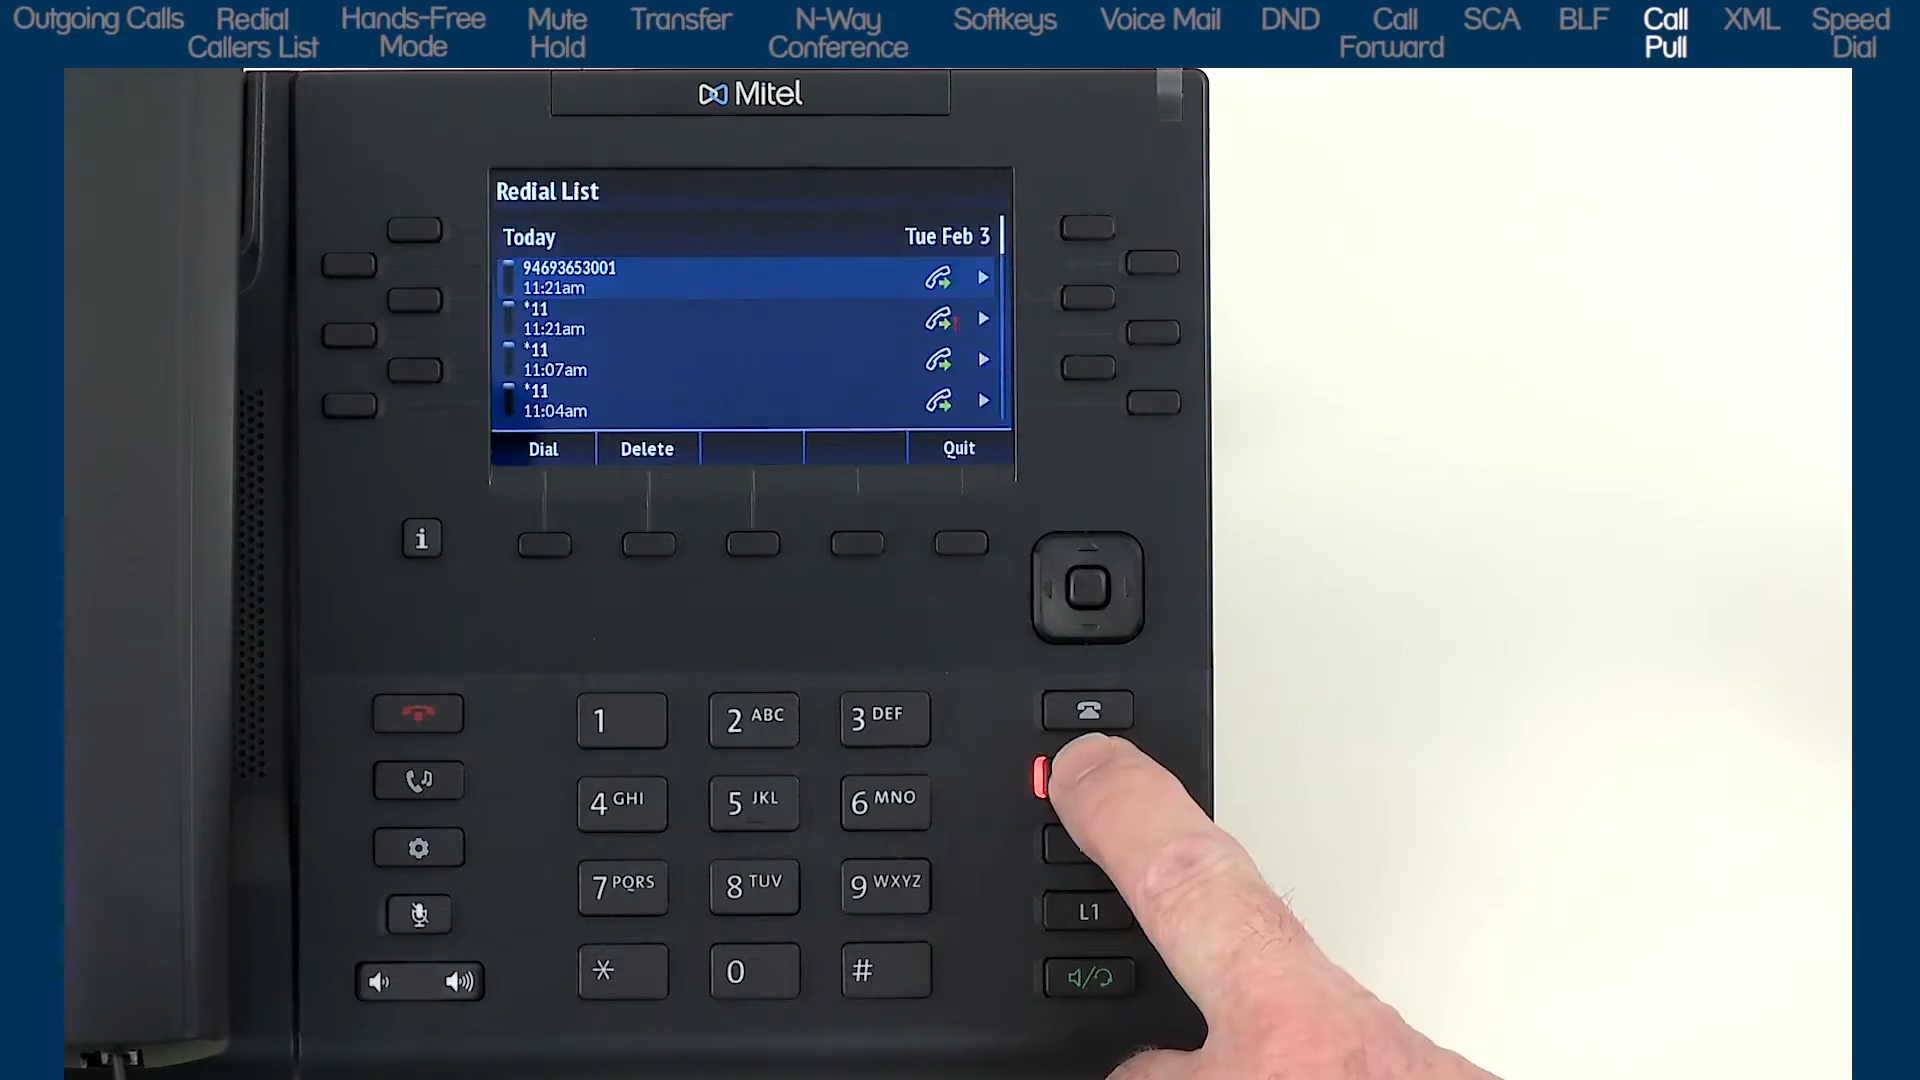 Outgoing Calls
Redial
Callers List
Hands-Free
Mode
Mute
Hold
Transfer
N-Way
Conference
Softkeys
Voice Mail
DND
Call
Forward
SCA
BLF
Call
Pull
XML
Speed
Dial
Mitel
Redial List
Today Tue Feb 3
94693653001
11:21am
*11
11:21am
*11
11:07am
*11
11:04am
Dial Delete Quit
i
1 2 ABC 3 DEF
4 GHI 5 JKL 6 MNO
7 PQRS 8 TUV 9 WXYZ
L1
* 0 #